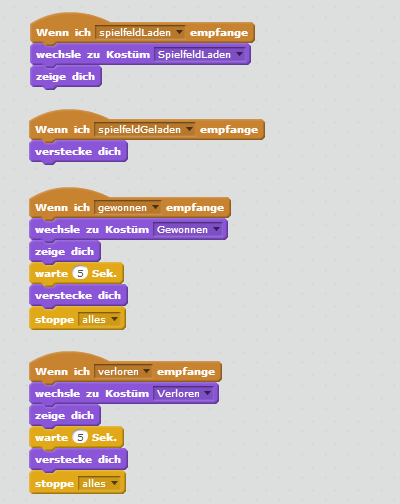 Wenn ich spielfeldLaden empfange
wechsle zu Kostüm SpielfeldLaden
zeige dich
Wenn ich spielfeldGeladen empfange
verstecke dich
Wenn ich gewonnen empfange
wechsle zu Kostüm Gewonnen
zeige dich
warte 5 Sek.
verstecke dich
stoppe alles
Wenn ich verloren empfange
wechsle zu Kostüm Verloren
zeige dich
warte 5 Sek.
verstecke dich
stoppe alles